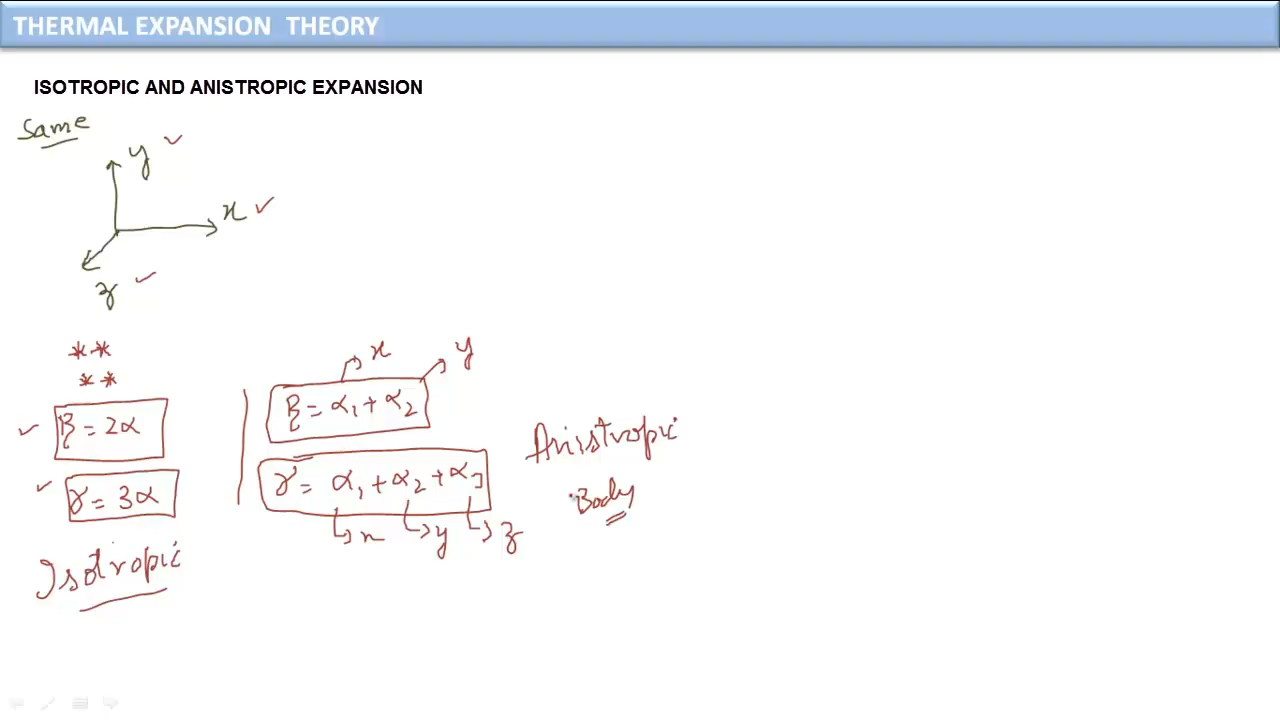 THERMAL EXPANSION THEORY
ISOTROPIC AND ANISTROPIC EXPANSION
Same
y ✓
x ✓
z ✓
**
**
✓ β = 2α
✓ γ = 3α
Isotropic
x y
β = α₁ + α₂
γ = α₁ + α₂ + α₃
x y z
Anistropic
Body